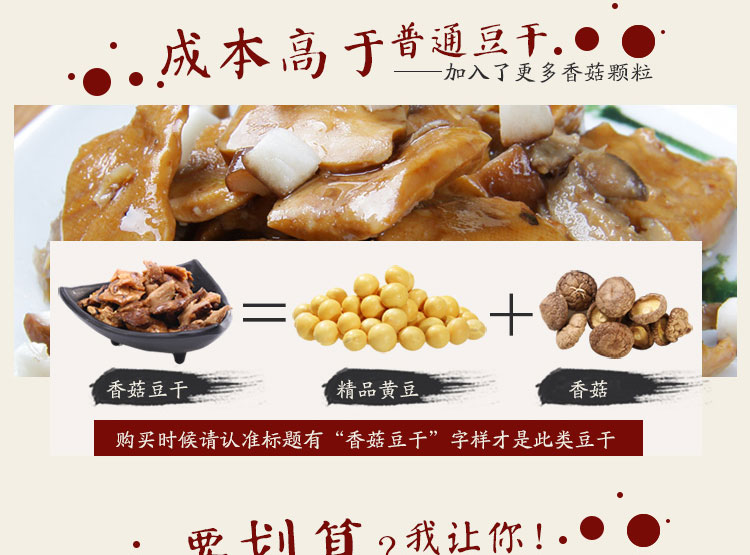 成本高于普通豆干
——加入了更多香菇颗粒
香菇豆干 = 精品黄豆 + 香菇
购买时候请认准标题有“香菇豆干”字样才是此类豆干
要划算?我让你!